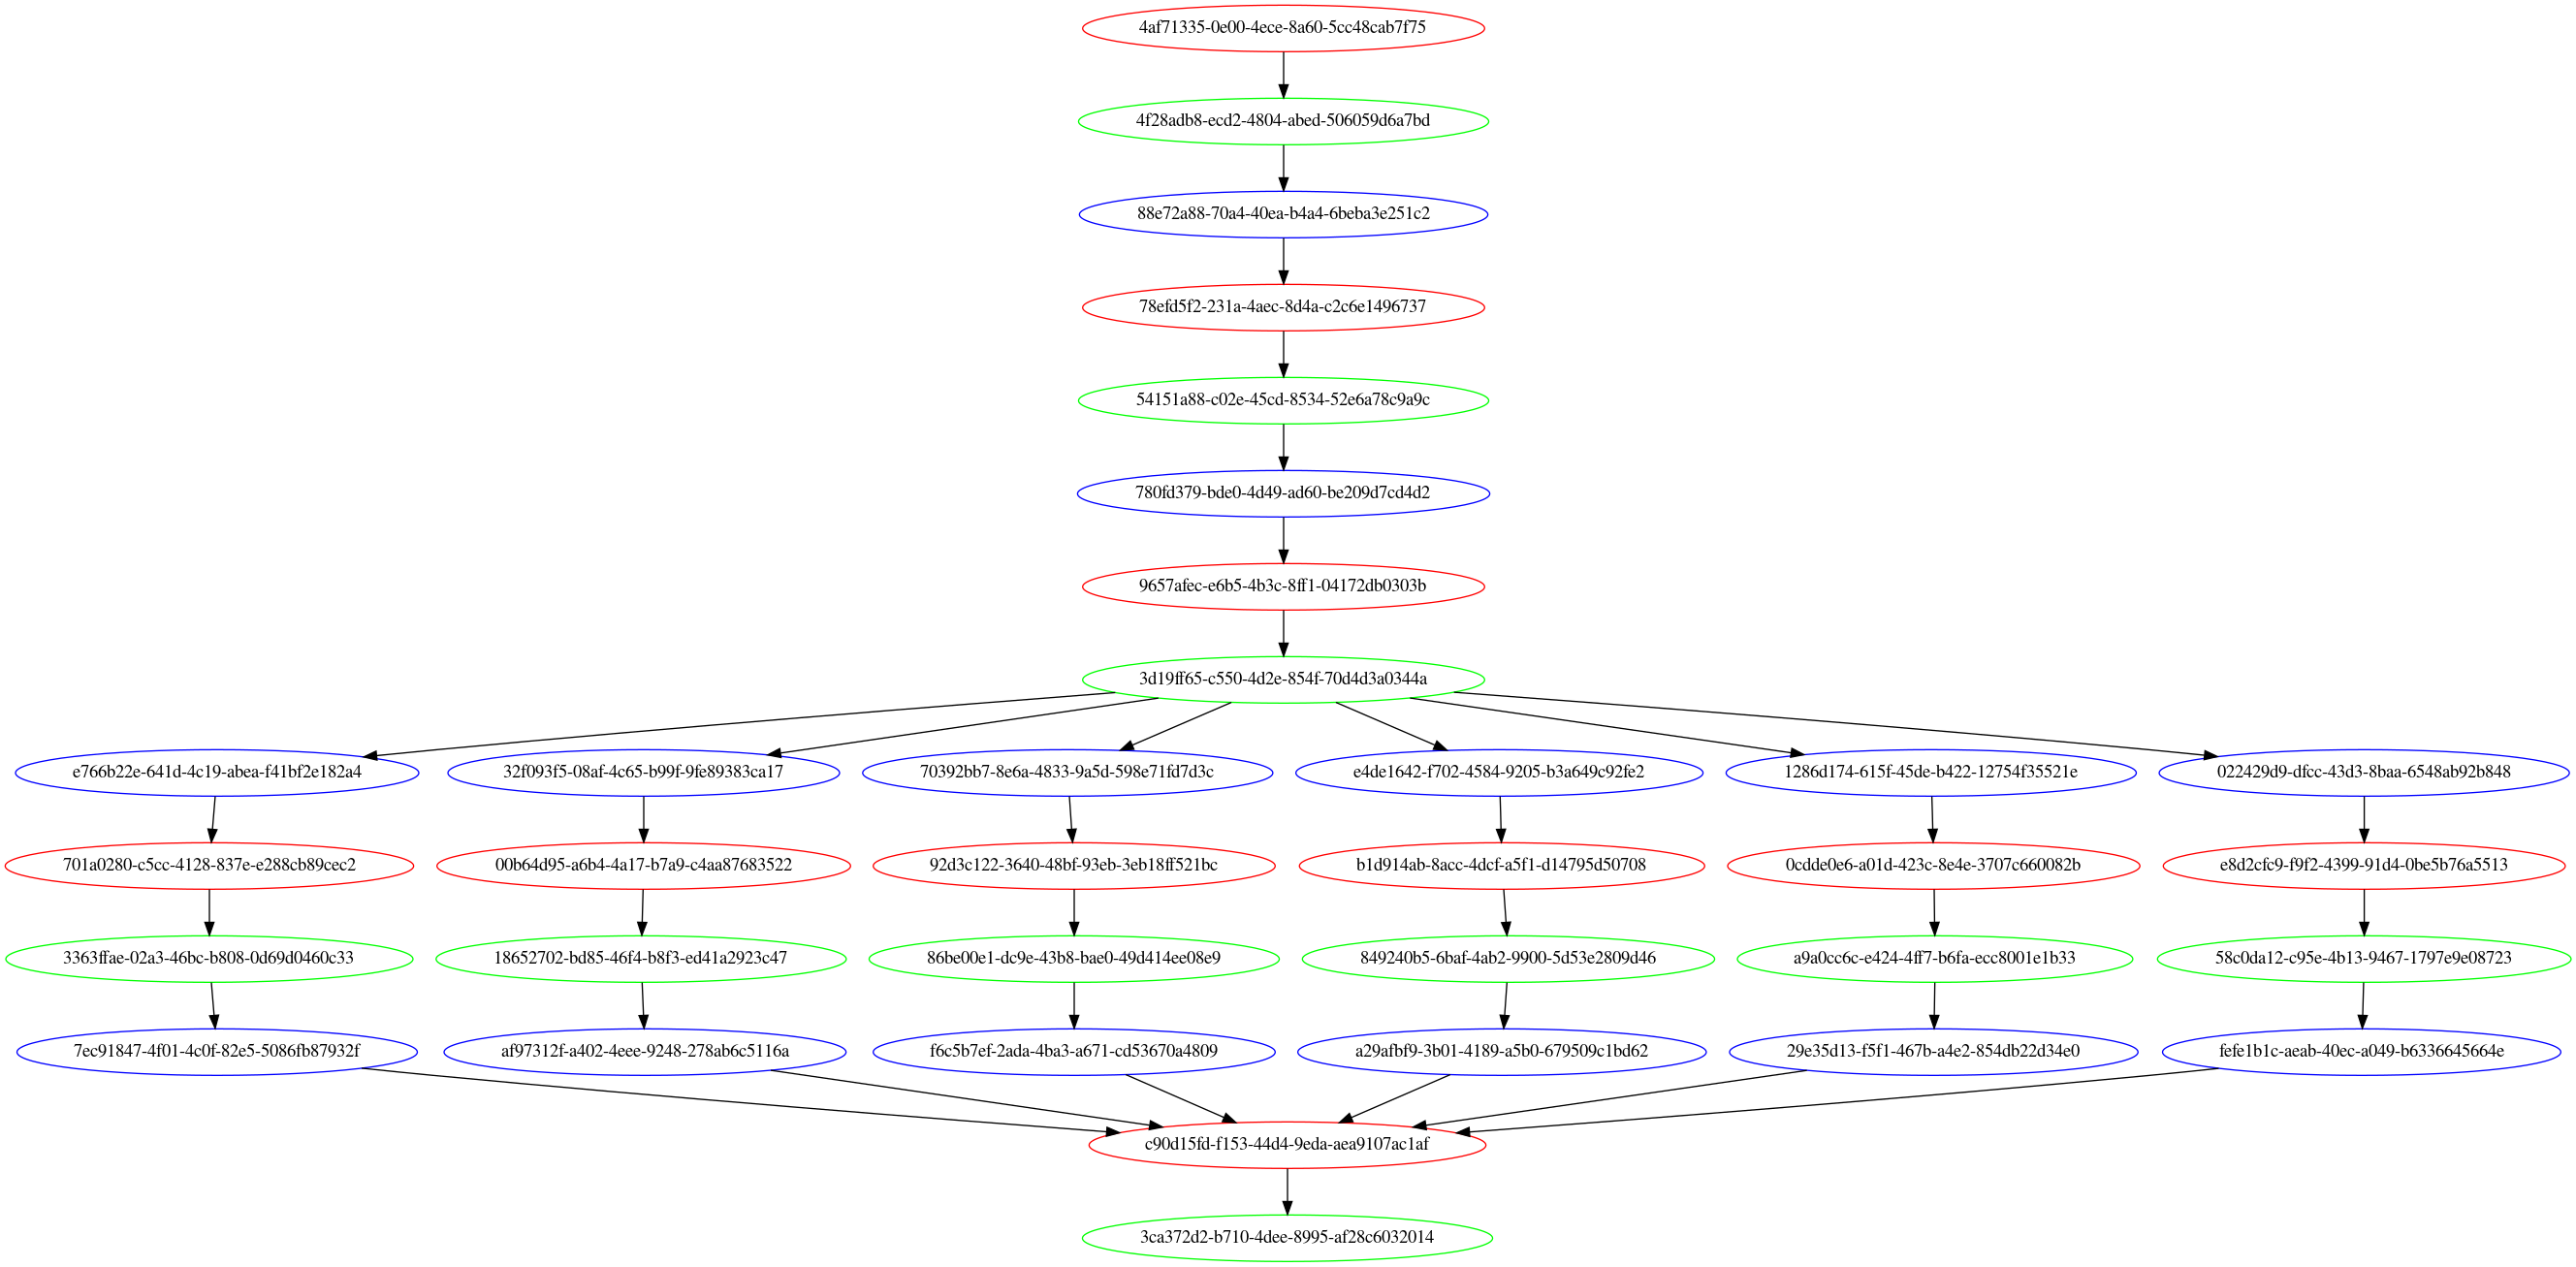 4af71335-0e00-4ece-8a60-5cc48cab7f75
4f28adb8-ecd2-4804-abed-506059d6a7bd
88e72a88-70a4-40ea-b4a4-6beba3e251c2
78efd5f2-231a-4aec-8d4a-c2c6e1496737
54151a88-c02e-45cd-8534-52e6a78c9a9c
780fd379-bde0-4d49-ad60-be209d7cd4d2
9657afec-e6b5-4b3c-8ff1-04172db0303b
3d19ff65-c550-4d2e-854f-70d4d3a0344a
e766b22e-641d-4c19-abea-f41bf2e182a4
32f093f5-08af-4c65-b99f-9fe89383ca17
70392bb7-8e6a-4833-9a5d-598e71fd7d3c
e4de1642-f702-4584-9205-b3a649c92fe2
1286d174-615f-45de-b422-12754f35521e
022429d9-dfcc-43d3-8baa-6548ab92b848
701a0280-c5cc-4128-837e-e288cb89cec2
00b64d95-a6b4-4a17-b7a9-c4aa87683522
92d3c122-3640-48bf-93eb-3eb18ff521bc
b1d914ab-8acc-4dcf-a5f1-d14795d50708
0cdde0e6-a01d-423c-8e4e-3707c660082b
e8d2cfc9-f9f2-4399-91d4-0be5b76a5513
3363ffae-02a3-46bc-b808-0d69d0460c33
18652702-bd85-46f4-b8f3-ed41a2923c47
86be00e1-dc9e-43b8-bae0-49d414ee08e9
849240b5-6baf-4ab2-9900-5d53e2809d46
a9a0cc6c-e424-4ff7-b6fa-ecc8001e1b33
58c0da12-c95e-4b13-9467-1797e9e08723
7ec91847-4f01-4c0f-82e5-5086fb87932f
af97312f-a402-4eee-9248-278ab6c5116a
f6c5b7ef-2ada-4ba3-a671-cd53670a4809
a29afbf9-3b01-4189-a5b0-679509c1bd62
29e35d13-f5f1-467b-a4e2-854db22d34e0
fefe1b1c-aeab-40ec-a049-b6336645664e
c90d15fd-f153-44d4-9eda-aea9107ac1af
3ca372d2-b710-4dee-8995-af28c6032014